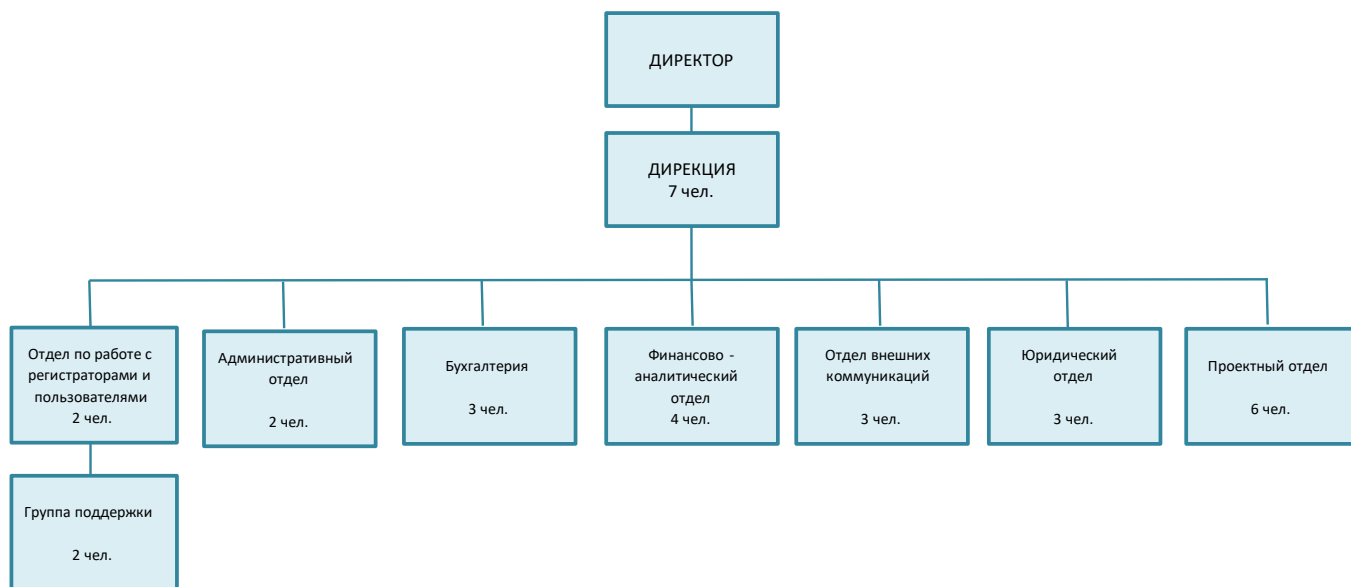 ДИРЕКТОР
ДИРЕКЦИЯ
7 чел.
Отдел по работе с
регистраторами и
пользователями
2 чел.
Административный
отдел
2 чел.
Бухгалтерия
3 чел.
Финансово -
аналитический
отдел
4 чел.
Отдел внешних
коммуникаций
3 чел.
Юридический
отдел
3 чел.
Проектный отдел
6 чел.
Группа поддержки
2 чел.